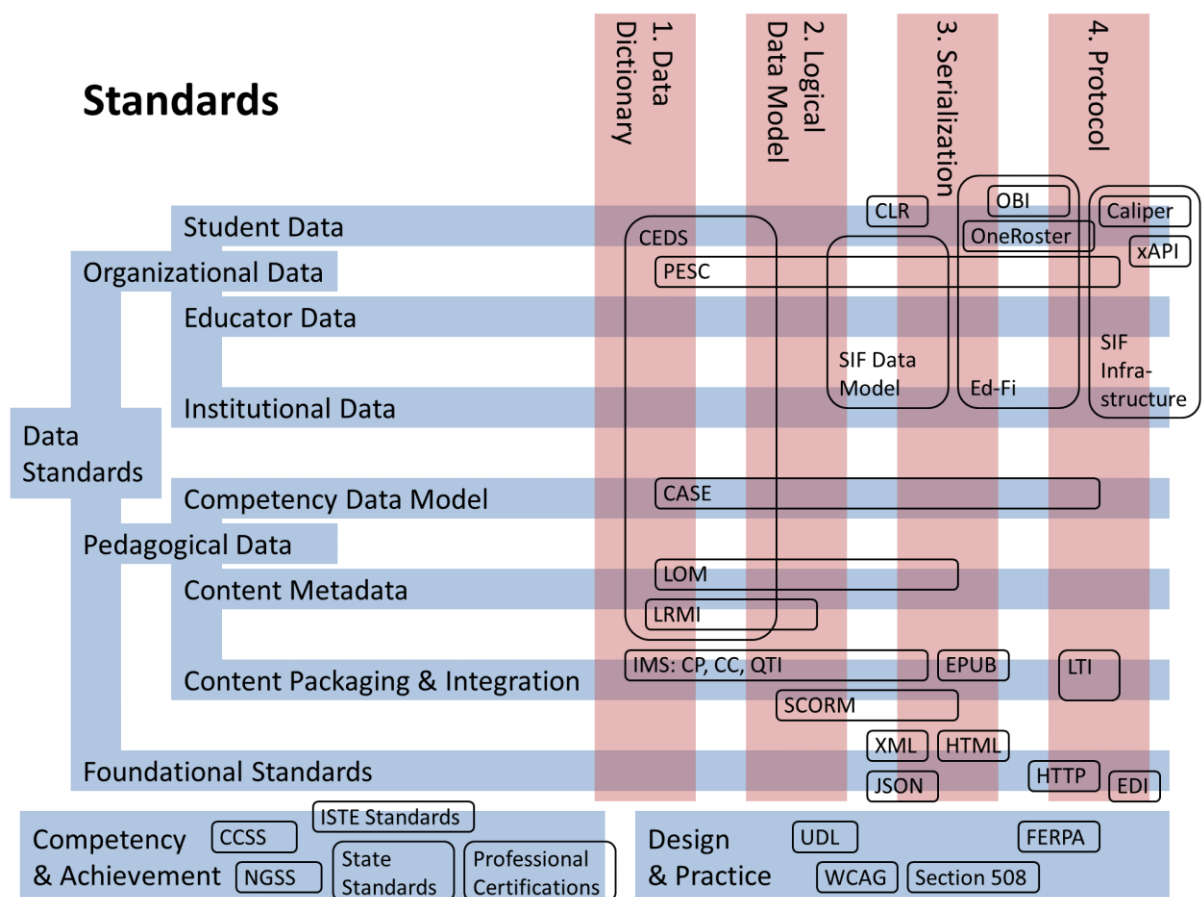 Standards
1. Data
Dictionary
2. Logical
Data Model
3. Serialization
4. Protocol
Student Data
Organizational Data
Educator Data
Institutional Data
Data
Standards
Competency Data Model
Pedagogical Data
Content Metadata
Content Packaging & Integration
Foundational Standards
CLR
OBI
OneRoster
Caliper
xAPI
CEDS
PESC
SIF Data
Model
Ed-Fi
SIF
Infra-
structure
CASE
LOM
LRMI
IMS: CP, CC, QTI
EPUB
LTI
SCORM
XML
HTML
JSON
HTTP
EDI
Competency
& Achievement
CCSS
ISTE Standards
NGSS
State
Standards
Professional
Certifications
Design
& Practice
UDL
FERPA
WCAG
Section 508